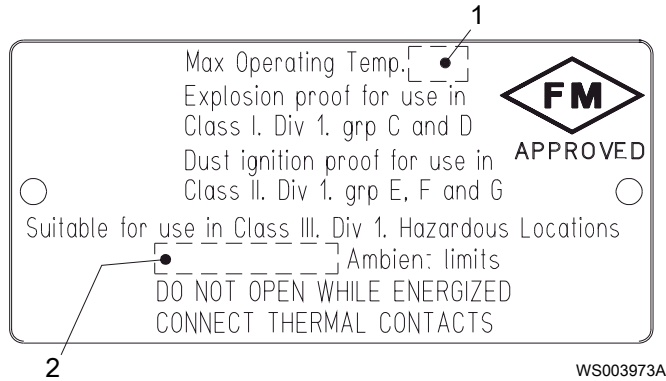 1
Max Operating Temp.
Explosion proof for use in
Class I. Div 1. grp C and D
Dust ignition proof for use in
Class II. Div 1. grp E, F and G
FM
APPROVED
Suitable for use in Class III. Div 1. Hazardous Locations
Ambient limits
DO NOT OPEN WHILE ENERGIZED
CONNECT THERMAL CONTACTS
2
WS003973A